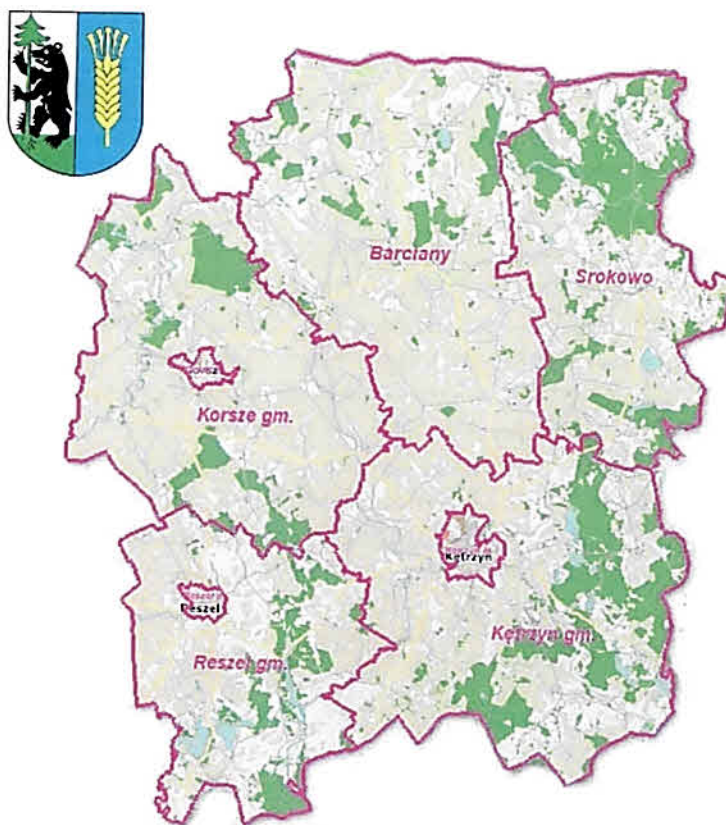 Barciany
Srokowo
Korsze gm.
Kętrzyn
Kętrzyn gm.
Reszel
Reszel gm.